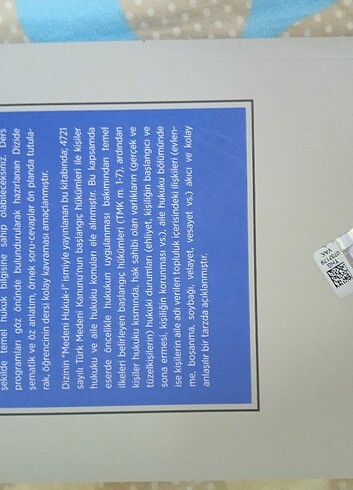 şekilde temel hukuk bilgisine sahip olabileceksiniz. Ders
programları göz önünde bulundurularak hazırlanan Dizide
şematik ve öz anlatım, örnek soru-cevaplar ön planda tutula-
rak, öğrencinin dersi kolay kavraması amaçlanmıştır.
Dizinin "Medeni Hukuk-I" ismiyle yayınlanan bu kitabında; 4721
sayılı Türk Medeni Kanunu'nun başlangıç hükümleri ile kişiler
hukuku ve aile hukuku konuları ele alınmıştır. Bu kapsamda
eserde öncelikle hukukun uygulanması bakımından temel
ilkeleri belirleyen başlangıç hükümleri (TMK m. 1-7), ardından
kişiler hukuku kısmında, hak sahibi olan varlıkların (gerçek ve
tüzelkişilerin) hukuki durumları (ehliyet, kişiliğin başlangıcı ve
sona ermesi, kişiliğin korunması vs.), aile hukuku bölümünde
ise kişilerin aile adı verilen topluluk içerisindeki ilişkileri (evlen-
me, boşanma, soybağı, velayet, vesayet vs.) akıcı ve kolay
anlaşılır bir tarzda açıklanmıştır.